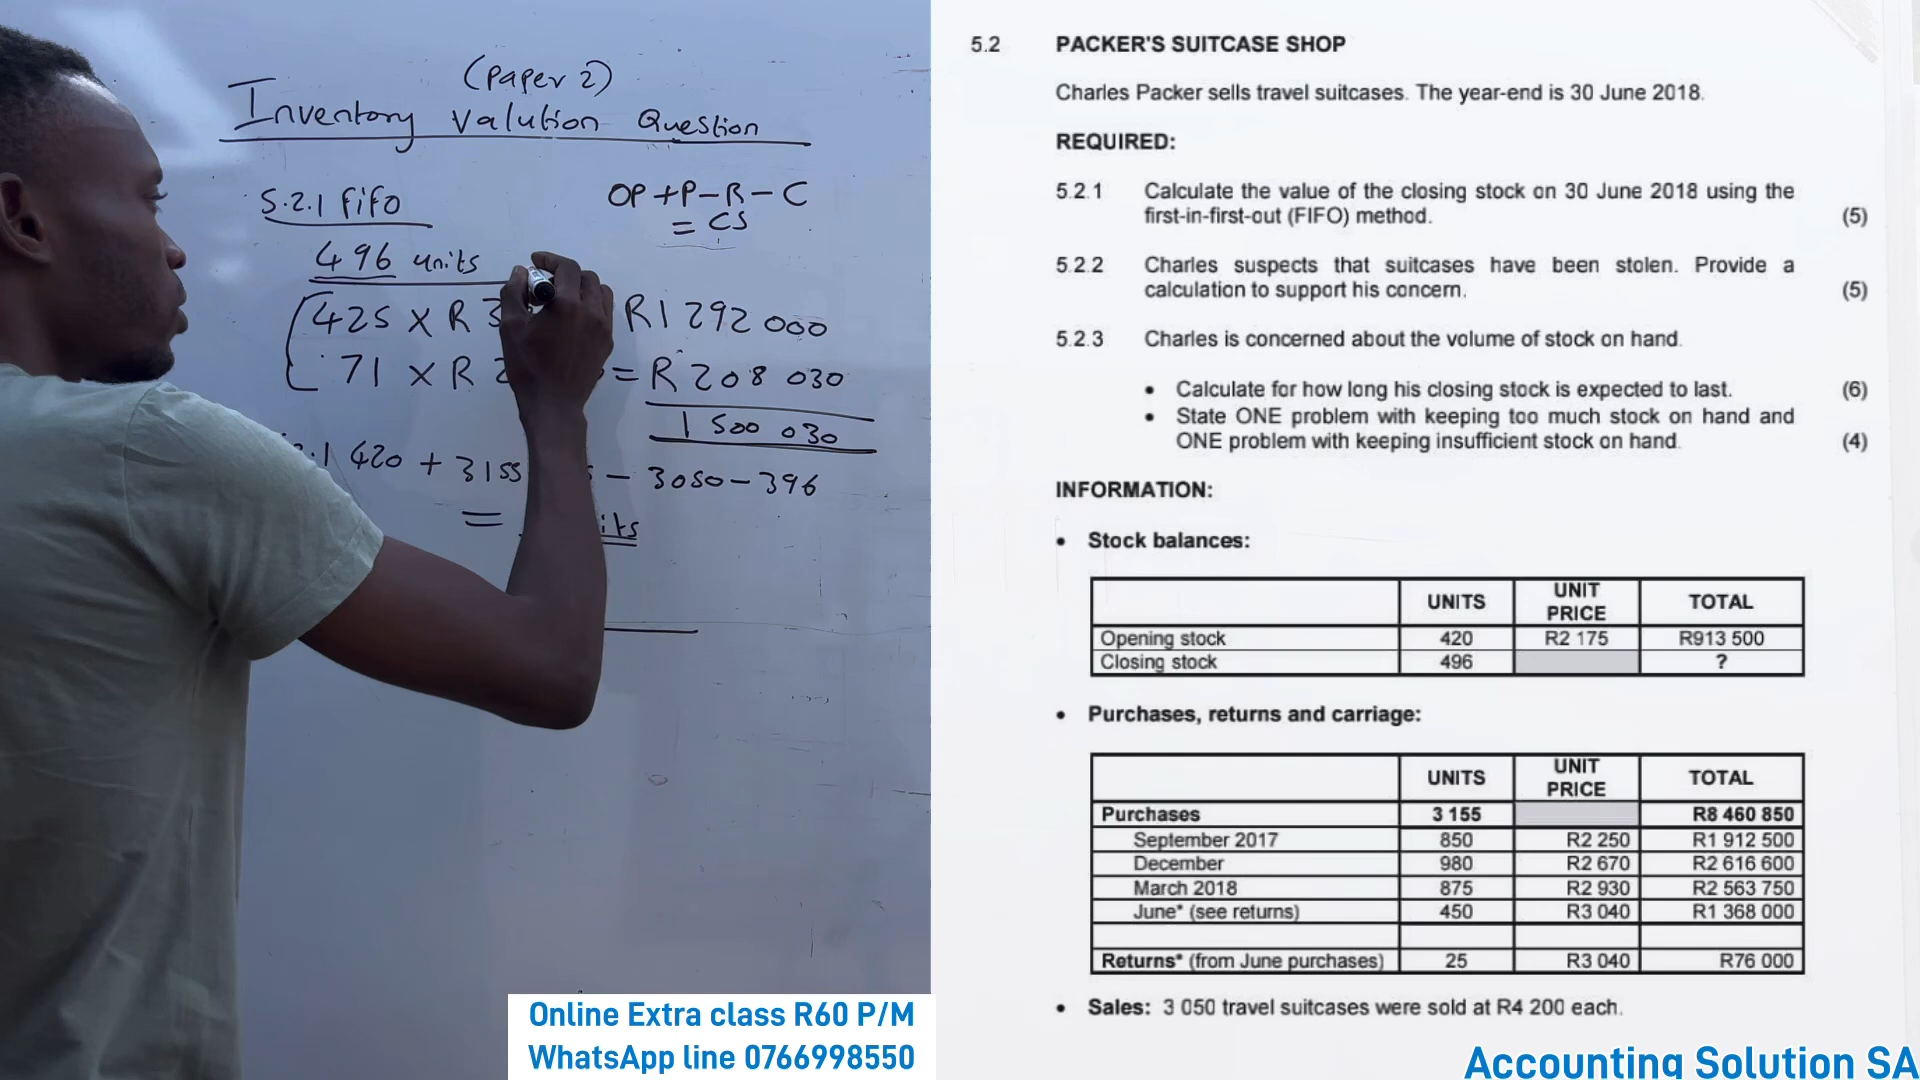 (Paper 2)
Inventory Valution Question
5.2.1 fifo
OP + P - R - C
= CS
496 units
425 X R 3 R1 292 000
71 X R 2 = R 208 030
1 500 030
.1 420 + 3155 - 3050 - 396
= its
Online Extra class R60 P/M
WhatsApp line 0766998550
5.2 PACKER'S SUITCASE SHOP
Charles Packer sells travel suitcases. The year-end is 30 June 2018.
REQUIRED:
5.2.1 Calculate the value of the closing stock on 30 June 2018 using the
first-in-first-out (FIFO) method. (5)
5.2.2 Charles suspects that suitcases have been stolen. Provide a
calculation to support his concern. (5)
5.2.3 Charles is concerned about the volume of stock on hand.
• Calculate for how long his closing stock is expected to last. (6)
• State ONE problem with keeping too much stock on hand and
ONE problem with keeping insufficient stock on hand. (4)
INFORMATION:
• Stock balances:
UNITS UNIT PRICE TOTAL
Opening stock 420 R2 175 R913 500
Closing stock 496 ?
• Purchases, returns and carriage:
UNITS UNIT PRICE TOTAL
Purchases 3 155 R8 460 850
September 2017 850 R2 250 R1 912 500
December 980 R2 670 R2 616 600
March 2018 875 R2 930 R2 563 750
June* (see returns) 450 R3 040 R1 368 000
Returns* (from June purchases) 25 R3 040 R76 000
• Sales: 3 050 travel suitcases were sold at R4 200 each.
Accounting Solution SA